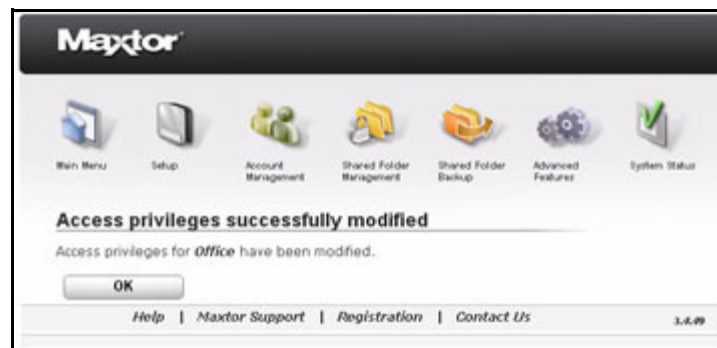 Maxtor
Main Menu
Setup
Account Management
Shared Folder Management
Shared Folder Backup
Advanced Features
System Status
Access privileges successfully modified
Access privileges for Office have been modified.
OK
Help | Maxtor Support | Registration | Contact Us